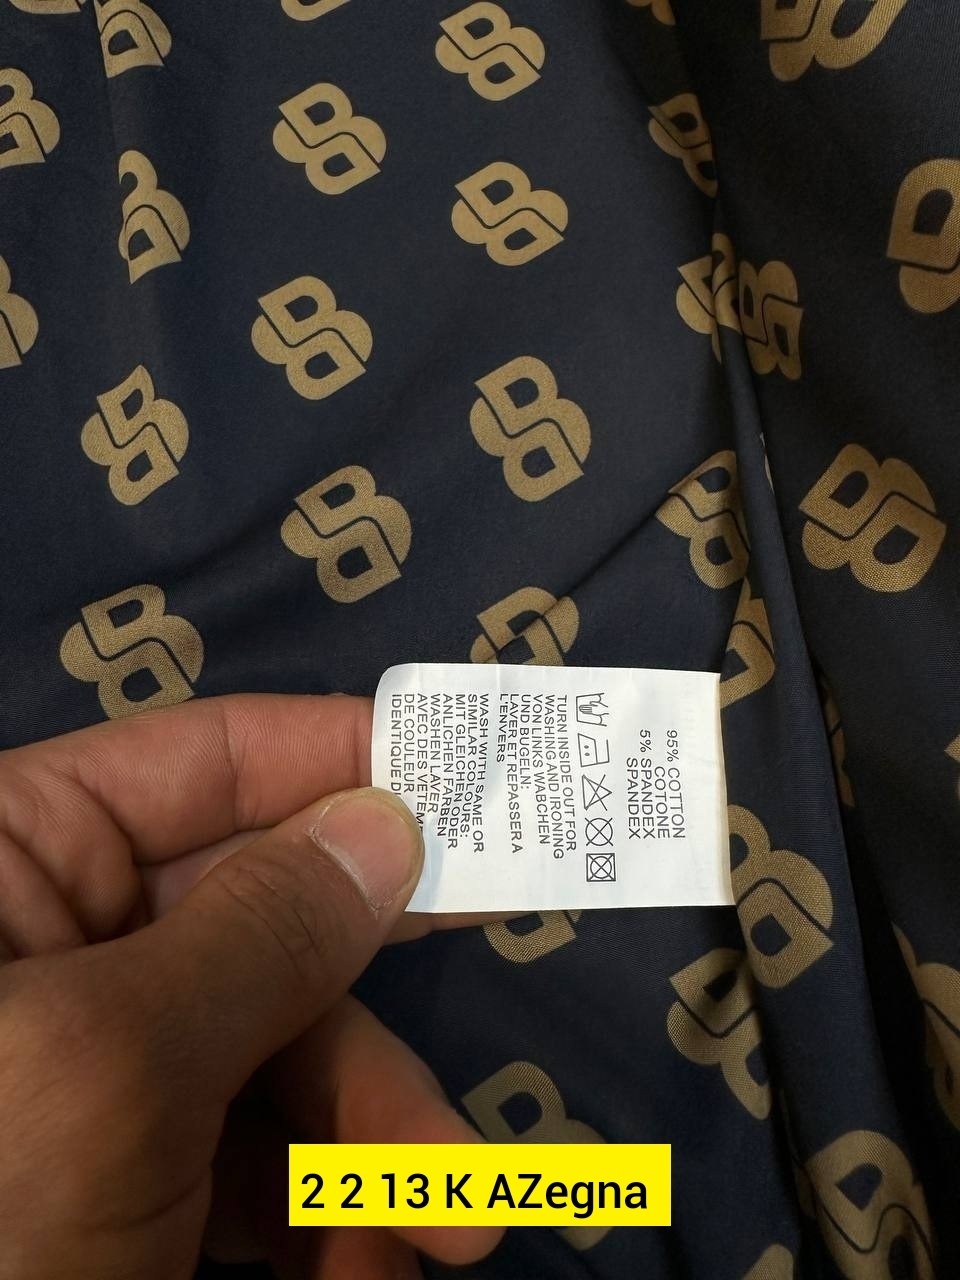 95% COTTON
COTONE
5% SPANDEX
SPANDEX
TURN INSIDE OUT FOR
WASHING AND IRONING
VON LINKS WABCHEN
UND BUGELN:
LAVER ET REPASSER A
L'ENVERS
WASH WITH SAME OR
SIMILAR COLOURS:
MIT GLEICHEN ODER
ANLICHEN FARBEN
WASHEN LAVER
AVEC DES VETEM
DE COULEUR
IDENTIQUE
2 2 13 K AZegna